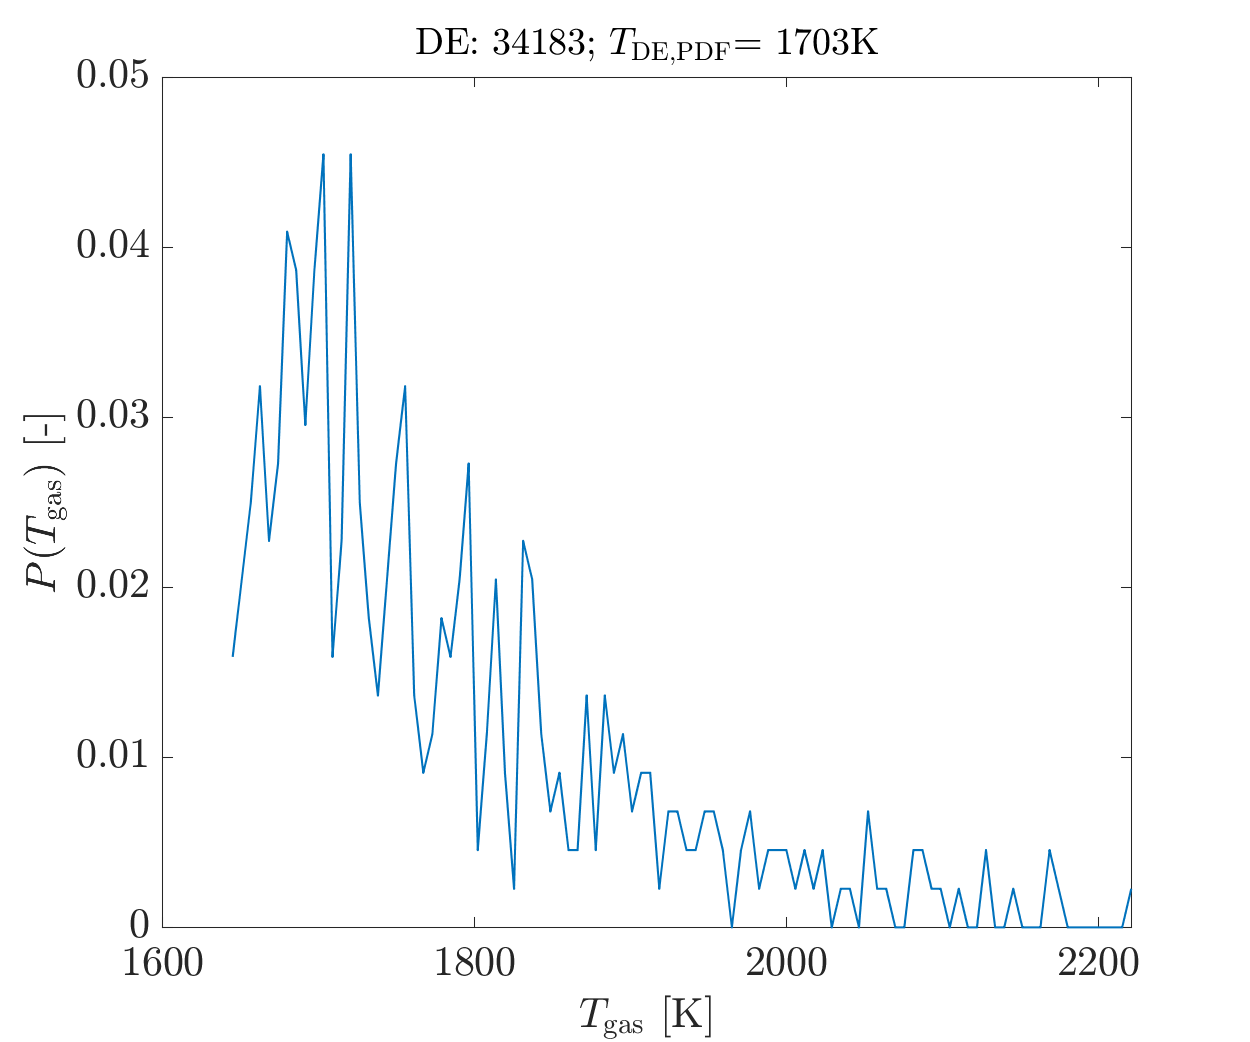 DE: 34183; T_DE,PDF= 1703K
0.05
0.04
0.03
0.02
0.01
0
P(T_gas) [-]
1600 1800 2000 2200
T_gas [K]